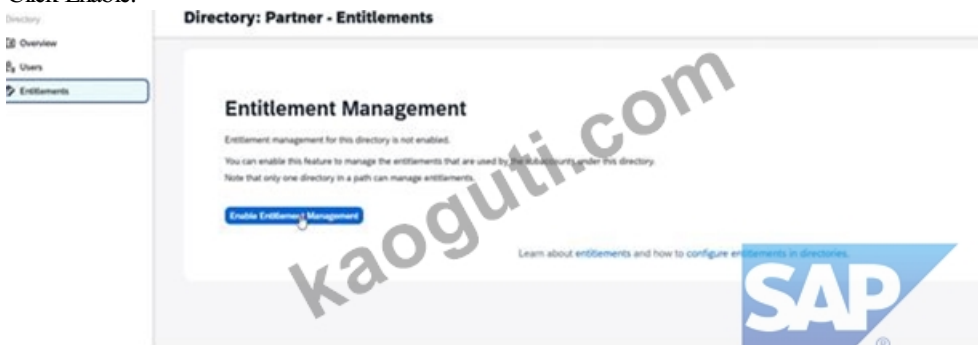 Click Enable.
Directory
Directory: Partner - Entitlements
Overview
Users
Entitlements
Entitlement Management
Entitlement management for this directory is not enabled.
You can enable this feature to manage the entitlements that are used by the subaccounts under this directory.
Note that only one directory in a path can manage entitlements.
Enable Entitlement Management
Learn about entitlements and how to configure entitlements in directories.
kaoguti.com
SAP
®